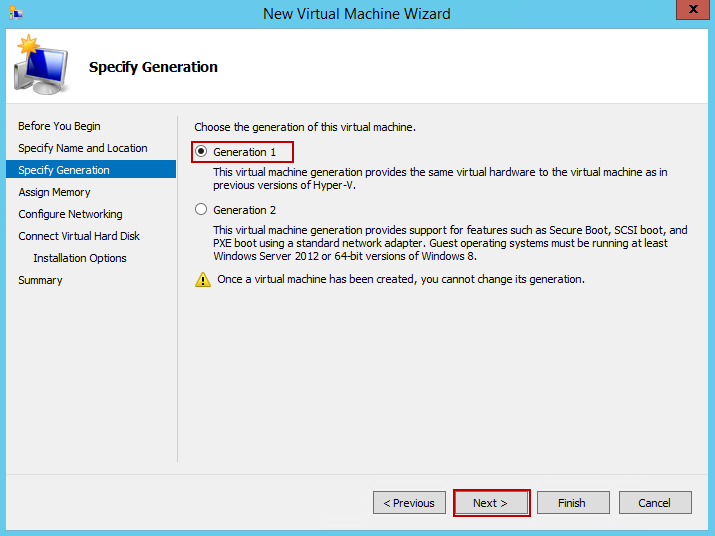 New Virtual Machine Wizard
x
Specify Generation
Before You Begin
Specify Name and Location
Specify Generation
Assign Memory
Configure Networking
Connect Virtual Hard Disk
Installation Options
Summary
Choose the generation of this virtual machine.
Generation 1
This virtual machine generation provides the same virtual hardware to the virtual machine as in
previous versions of Hyper-V.
Generation 2
This virtual machine generation provides support for features such as Secure Boot, SCSI boot, and
PXE boot using a standard network adapter. Guest operating systems must be running at least
Windows Server 2012 or 64-bit versions of Windows 8.
Once a virtual machine has been created, you cannot change its generation.
< Previous
Next >
Finish
Cancel